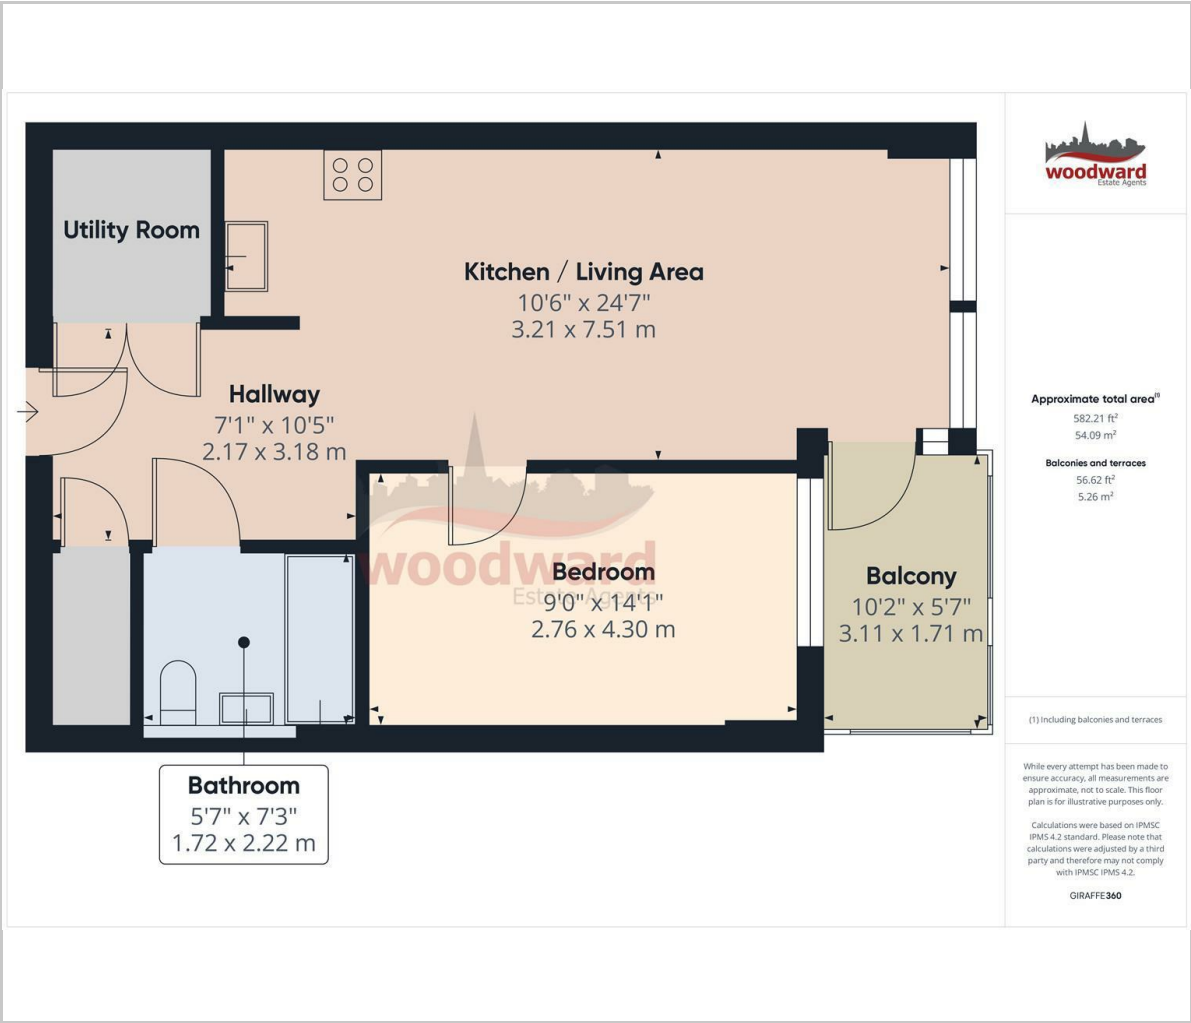 Utility Room
Kitchen / Living Area
10'6" x 24'7"
3.21 x 7.51 m
Hallway
7'1" x 10'5"
2.17 x 3.18 m
woodward
Estate Agents
Bedroom
9'0" x 14'1"
2.76 x 4.30 m
Balcony
10'2" x 5'7"
3.11 x 1.71 m
Bathroom
5'7" x 7'3"
1.72 x 2.22 m
woodward
Estate Agents
Approximate total area(1)
582.21 ft²
54.09 m²
Balconies and terraces
56.62 ft²
5.26 m²
(1) Including balconies and terraces
While every attempt has been made to
ensure accuracy, all measurements are
approximate, not to scale. This floor
plan is for illustrative purposes only.
Calculations were based on IPMSC
IPMS 4.2 standard. Please note that
calculations were adjusted by a third
party and therefore may not comply
with IPMSC IPMS 4.2.
GIRAFFE360